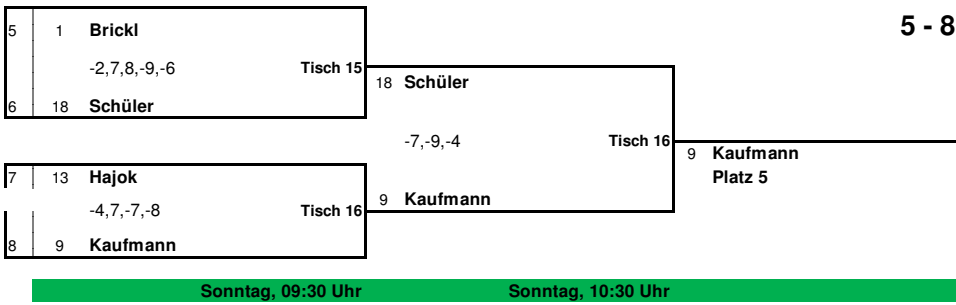 5 - 8
5 1 Brickl
-2,7,8,-9,-6 Tisch 15
6 18 Schüler
18 Schüler
-7,-9,-4 Tisch 16
9 Kaufmann
9 Kaufmann
Platz 5
7 13 Hajok
-4,7,-7,-8 Tisch 16
8 9 Kaufmann
Sonntag, 09:30 Uhr Sonntag, 10:30 Uhr